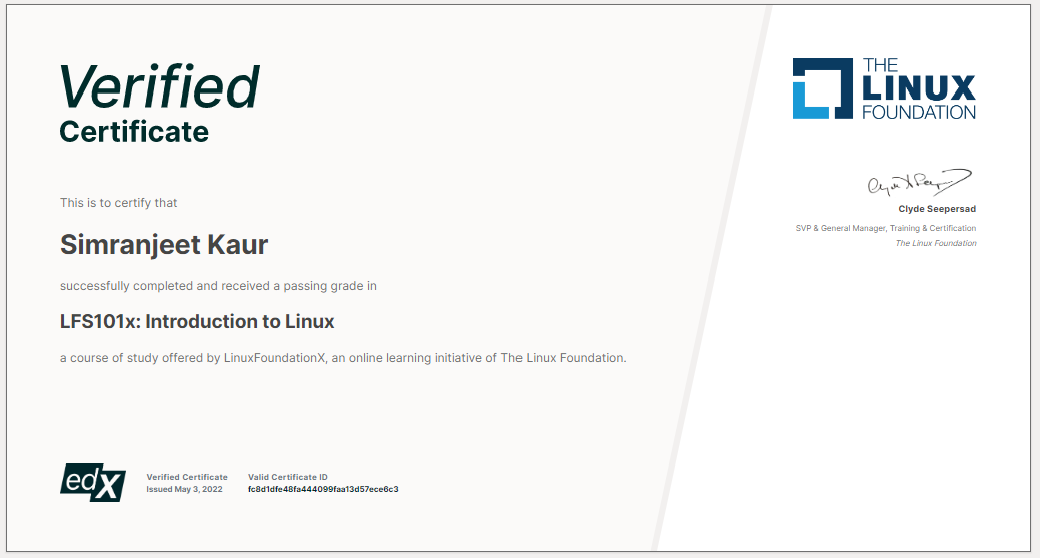 Verified
Certificate
This is to certify that
Simranjeet Kaur
successfully completed and received a passing grade in
LFS101x: Introduction to Linux
a course of study offered by LinuxFoundationX, an online learning initiative of The Linux Foundation.
edX
Verified Certificate
Issued May 3, 2022
Valid Certificate ID
fc8d1dfe48fa444099faa13d57ece6c3
THE
LINUX
FOUNDATION
Clyde Seepersad
SVP & General Manager, Training & Certification
The Linux Foundation